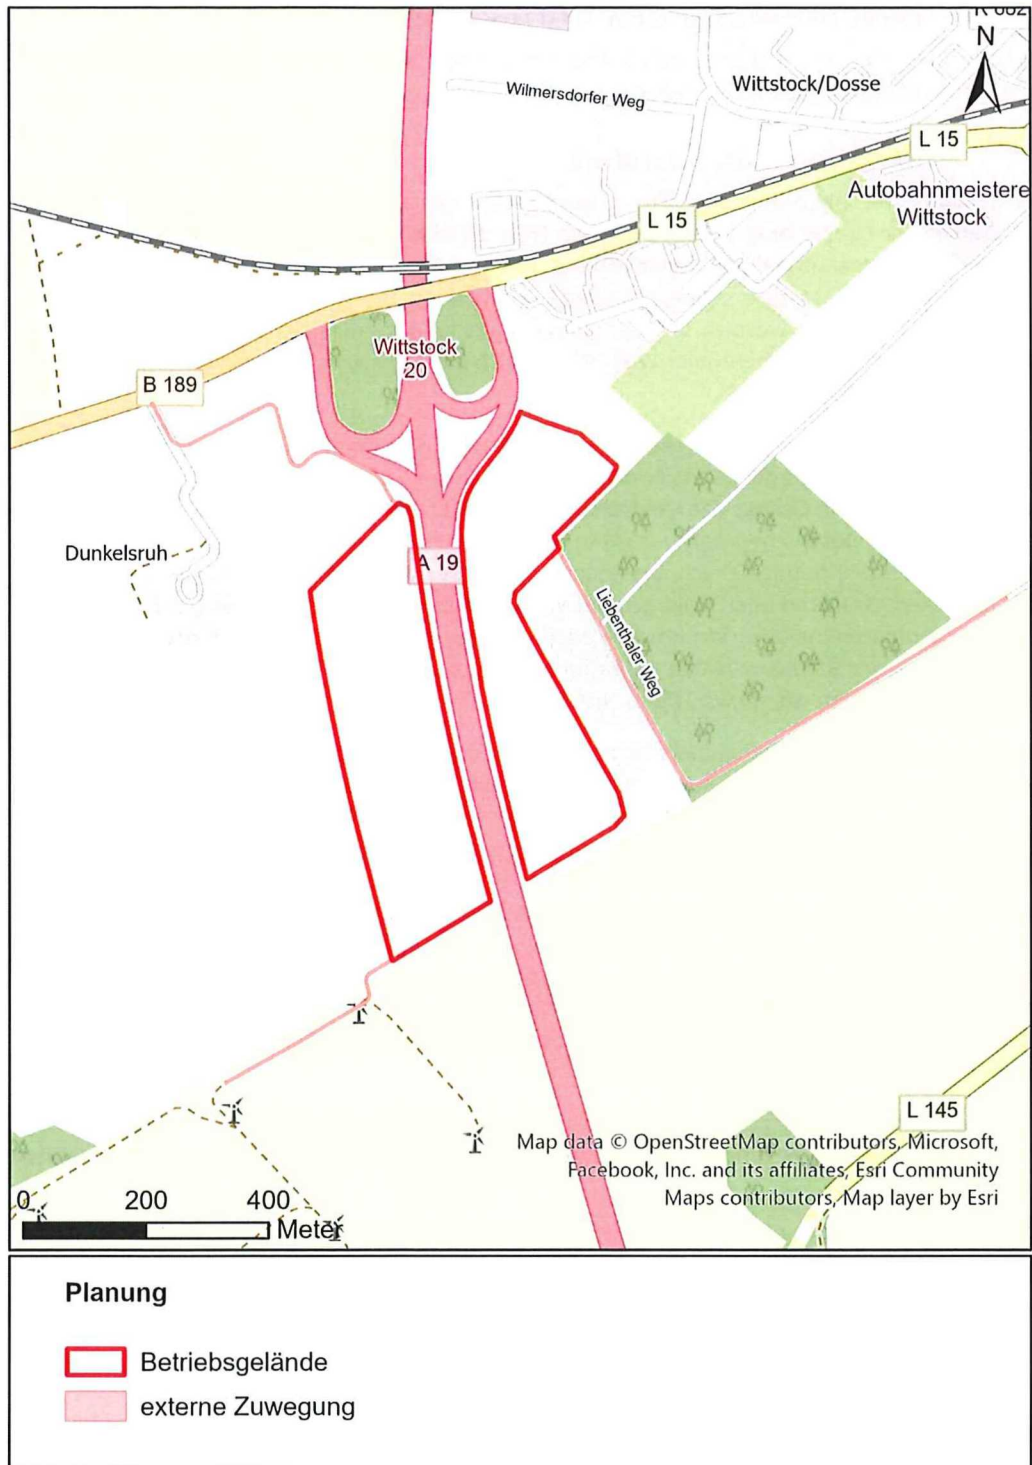 N
Wittstock/Dosse
Wilmersdorfer Weg
L 15
Autobahnmeistere
Wittstock
L 15
Wittstock
20
B 189
Dunkelsruh
A 19
Liebenthaler Weg
L 145
Map data © OpenStreetMap contributors, Microsoft,
Facebook, Inc. and its affiliates, Esri Community
Maps contributors, Map layer by Esri
0 200 400
Meter
Planung
Betriebsgelände
externe Zuwegung